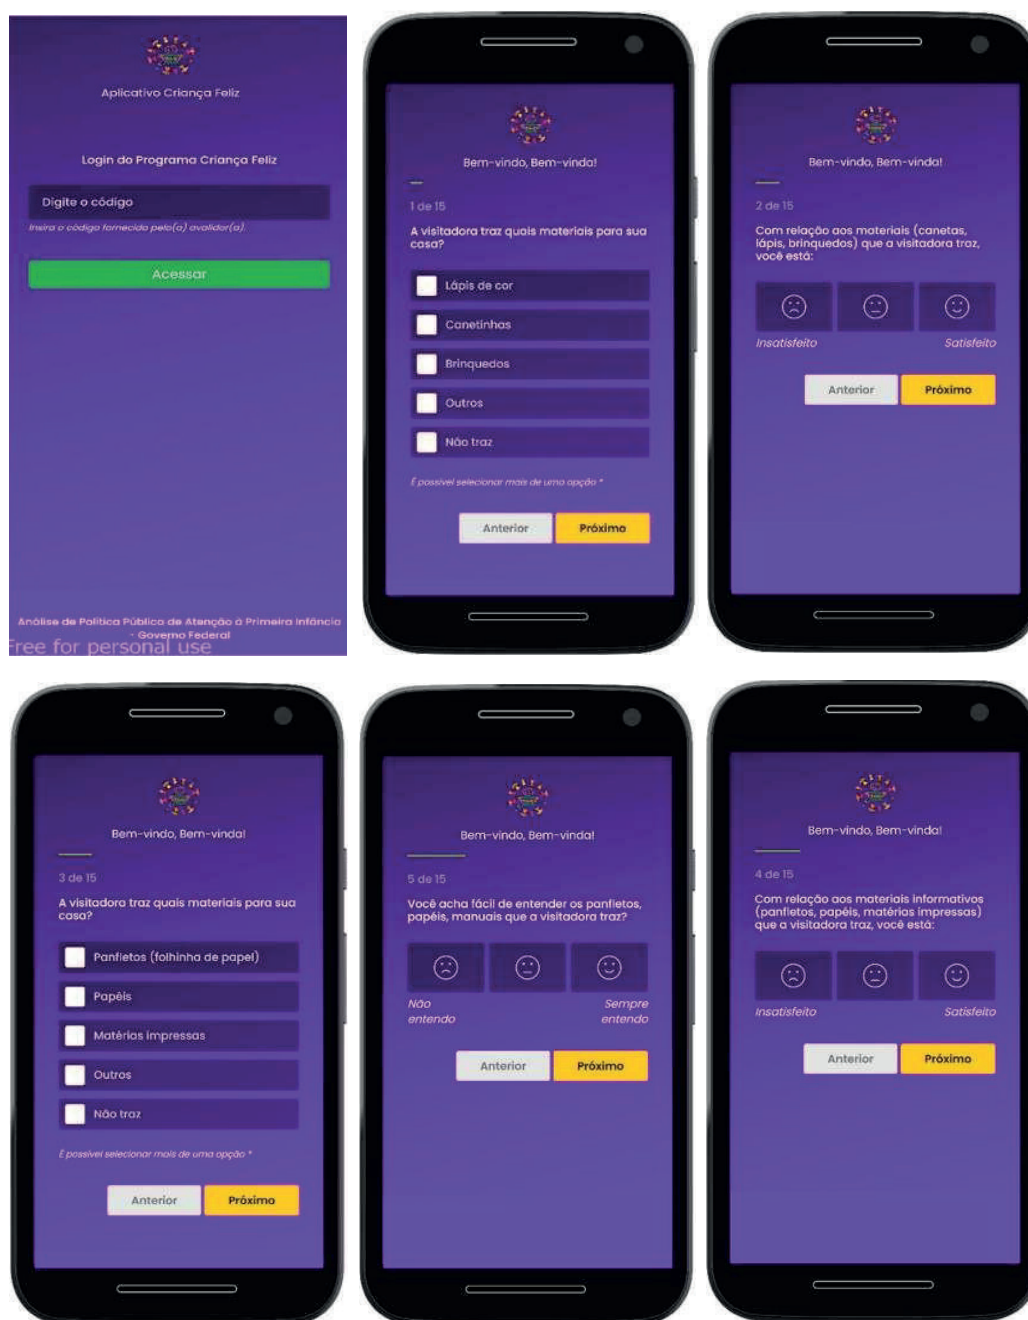 Aplicativo Criança Feliz
Login do Programa Criança Feliz
Digite o código
Insira o código fornecido pelo(a) avalidor(a).
Acessar
Análise de Política Pública de Atenção à Primeira Infância
- Governo Federal
Free for personal use
Bem-vindo, Bem-vinda!
1 de 15
A visitadora traz quais materiais para sua
casa?
Lápis de cor
Canetinhas
Brinquedos
Outros
Não traz
É possível selecionar mais de uma opção *
Anterior
Próximo
Bem-vindo, Bem-vinda!
2 de 15
Com relação aos materiais (canetas,
lápis, brinquedos) que a visitadora traz,
você está:
Insatisfeito
Satisfeito
Anterior
Próximo
Bem-vindo, Bem-vinda!
3 de 15
A visitadora traz quais materiais para sua
casa?
Panfletos (folhinha de papel)
Papéis
Matérias impressas
Outros
Não traz
É possível selecionar mais de uma opção *
Anterior
Próximo
Bem-vindo, Bem-vinda!
5 de 15
Você acha fácil de entender os panfletos,
papéis, manuais que a visitadora traz?
Não
entendo
Sempre
entendo
Anterior
Próximo
Bem-vindo, Bem-vinda!
4 de 15
Com relação aos materiais informativos
(panfletos, papéis, matérias impressas)
que a visitadora traz, você está:
Insatisfeito
Satisfeito
Anterior
Próximo